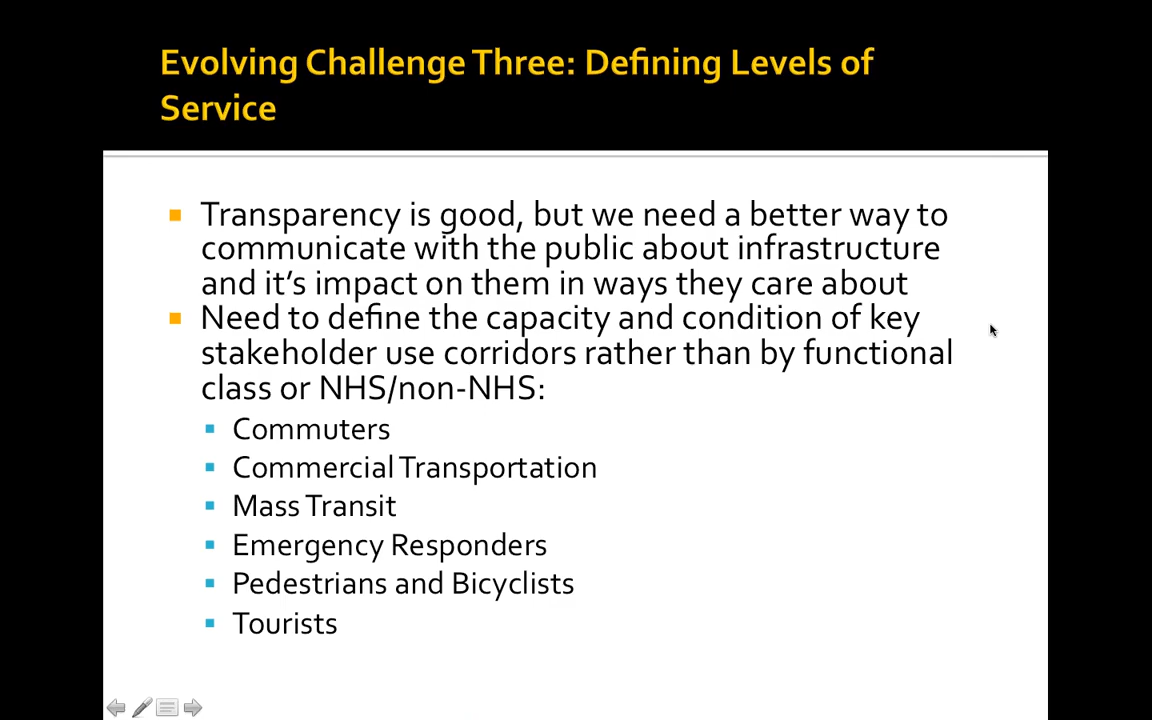 Evolving Challenge Three: Defining Levels of
Service
Transparency is good, but we need a better way to
communicate with the public about infrastructure
and it’s impact on them in ways they care about
Need to define the capacity and condition of key
stakeholder use corridors rather than by functional
class or NHS/non-NHS:
Commuters
Commercial Transportation
Mass Transit
Emergency Responders
Pedestrians and Bicyclists
Tourists